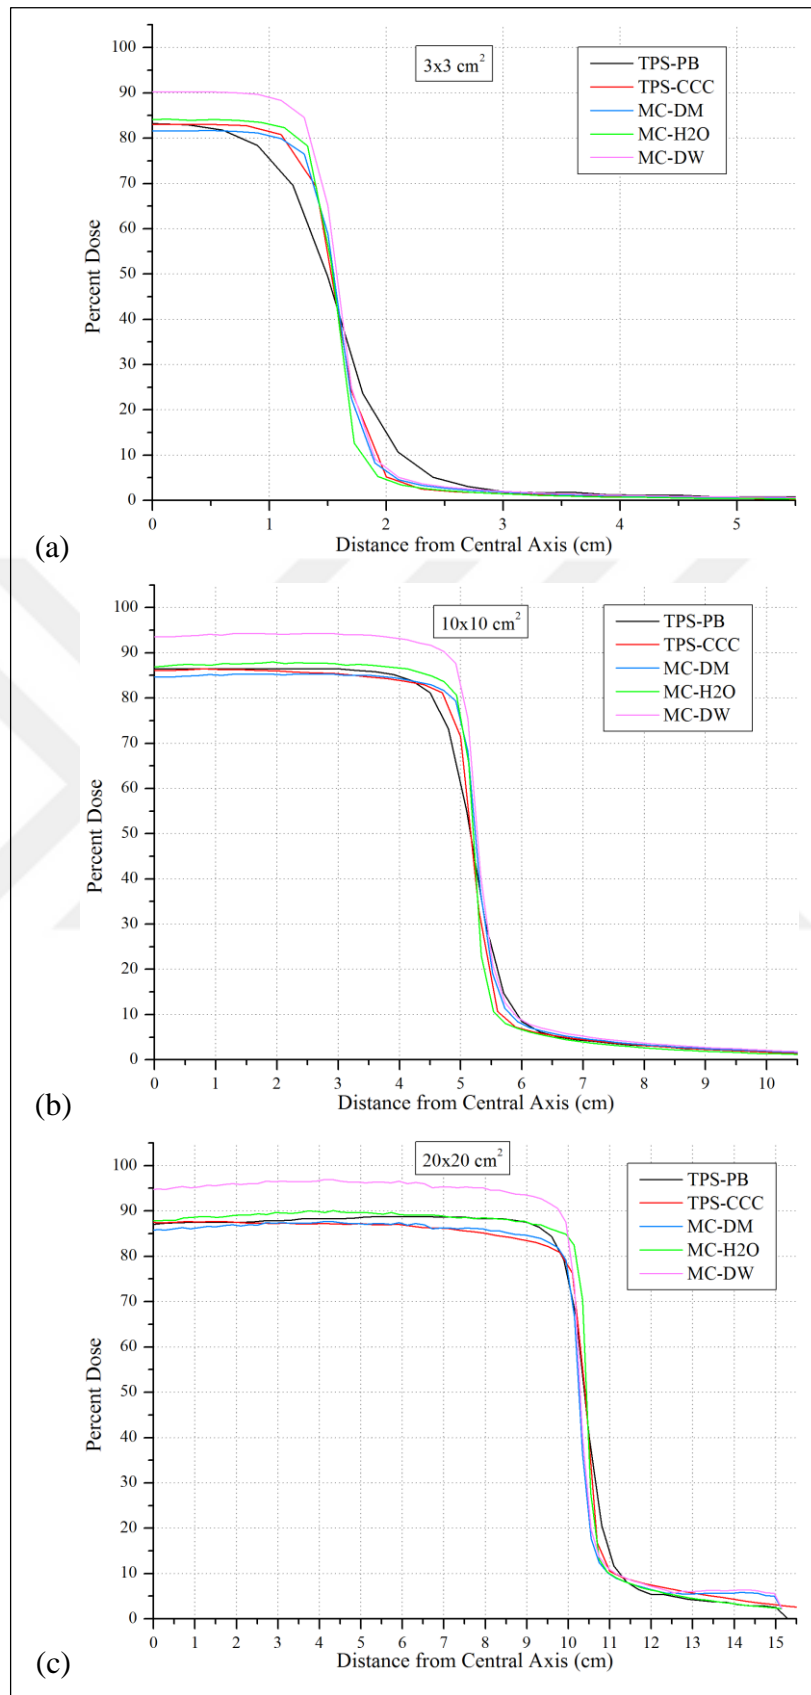 100
90
80
70
60
50
40
30
20
10
0
Percent Dose
3x3 cm²
TPS-PB
TPS-CCC
MC-DM
MC-H2O
MC-DW
0 1 2 3 4 5
Distance from Central Axis (cm)
(a)
100
90
80
70
60
50
40
30
20
10
0
Percent Dose
10x10 cm²
TPS-PB
TPS-CCC
MC-DM
MC-H2O
MC-DW
0 1 2 3 4 5 6 7 8 9 10
Distance from Central Axis (cm)
(b)
100
90
80
70
60
50
40
30
20
10
0
Percent Dose
20x20 cm²
TPS-PB
TPS-CCC
MC-DM
MC-H2O
MC-DW
0 1 2 3 4 5 6 7 8 9 10 11 12 13 14 15
Distance from Central Axis (cm)
(c)